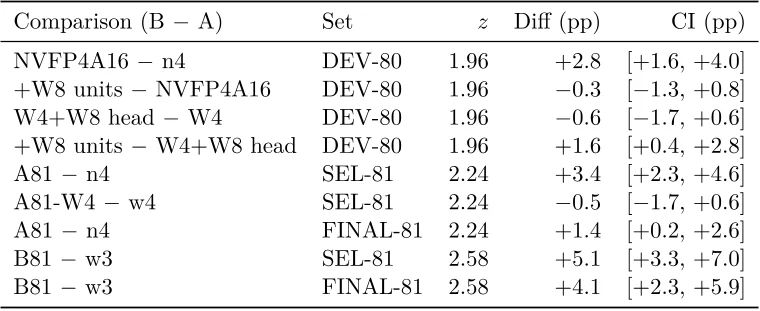 Comparison (B − A) Set z Diff (pp) CI (pp)
NVFP4A16 − n4 DEV-80 1.96 +2.8 [+1.6, +4.0]
+W8 units − NVFP4A16 DEV-80 1.96 −0.3 [−1.3, +0.8]
W4+W8 head − W4 DEV-80 1.96 −0.6 [−1.7, +0.6]
+W8 units − W4+W8 head DEV-80 1.96 +1.6 [+0.4, +2.8]
A81 − n4 SEL-81 2.24 +3.4 [+2.3, +4.6]
A81-W4 − w4 SEL-81 2.24 −0.5 [−1.7, +0.6]
A81 − n4 FINAL-81 2.24 +1.4 [+0.2, +2.6]
B81 − w3 SEL-81 2.58 +5.1 [+3.3, +7.0]
B81 − w3 FINAL-81 2.58 +4.1 [+2.3, +5.9]